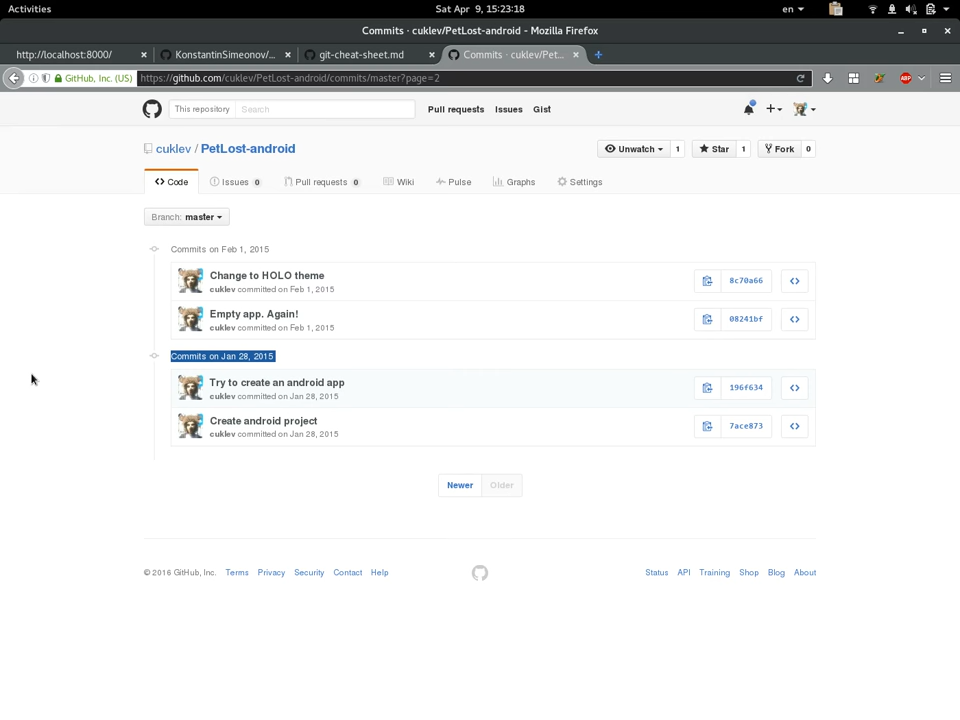 Activities
Sat Apr 9, 15:23:18
en
Commits · cuklev/PetLost-android - Mozilla Firefox
http://localhost:8000/
KonstantinSimeonov/...
git-cheat-sheet.md
Commits · cuklev/Pet...
GitHub, Inc. (US)
https://github.com/cuklev/PetLost-android/commits/master?page=2
ABP
This repository
Search
Pull requests
Issues
Gist
cuklev / PetLost-android
Unwatch 1
Star 1
Fork 0
Code
Issues 0
Pull requests 0
Wiki
Pulse
Graphs
Settings
Branch: master
Commits on Feb 1, 2015
Change to HOLO theme
cuklev committed on Feb 1, 2015
8c70a66
Empty app. Again!
cuklev committed on Feb 1, 2015
08241bf
Commits on Jan 28, 2015
Try to create an android app
cuklev committed on Jan 28, 2015
196f634
Create android project
cuklev committed on Jan 28, 2015
7ace873
Newer
Older
© 2016 GitHub, Inc.
Terms
Privacy
Security
Contact
Help
Status
API
Training
Shop
Blog
About